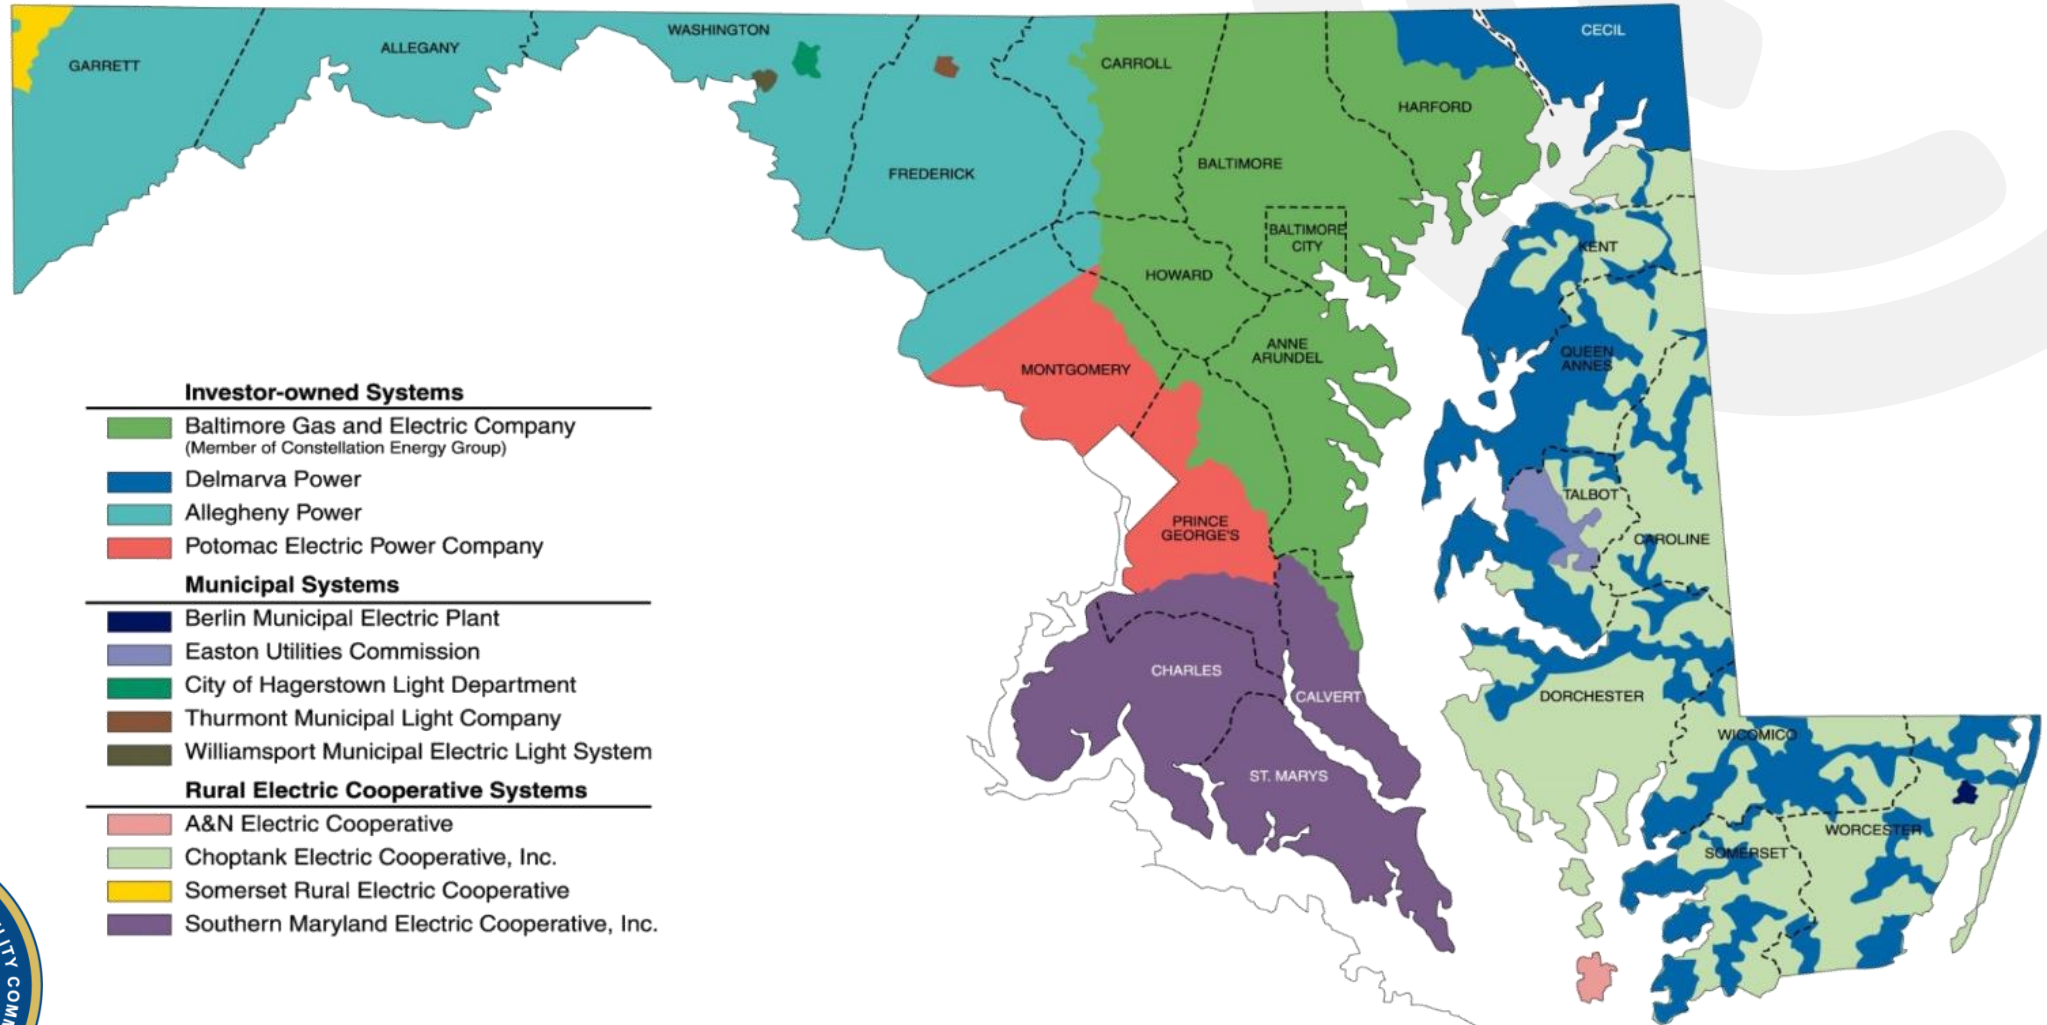 WASHINGTON
CECIL
ALLEGANY
GARRETT
CARROLL
HARFORD
BALTIMORE
FREDERICK
BALTIMORE
CITY
KENT
HOWARD
ANNE
ARUNDEL
QUEEN
ANNES
MONTGOMERY
TALBOT
PRINCE
GEORGE'S
CAROLINE
CHARLES
CALVERT
DORCHESTER
WICOMICO
ST. MARYS
WORCESTER
SOMERSET
Investor-owned Systems
Baltimore Gas and Electric Company
(Member of Constellation Energy Group)
Delmarva Power
Allegheny Power
Potomac Electric Power Company
Municipal Systems
Berlin Municipal Electric Plant
Easton Utilities Commission
City of Hagerstown Light Department
Thurmont Municipal Light Company
Williamsport Municipal Electric Light System
Rural Electric Cooperative Systems
A&N Electric Cooperative
Choptank Electric Cooperative, Inc.
Somerset Rural Electric Cooperative
Southern Maryland Electric Cooperative, Inc.